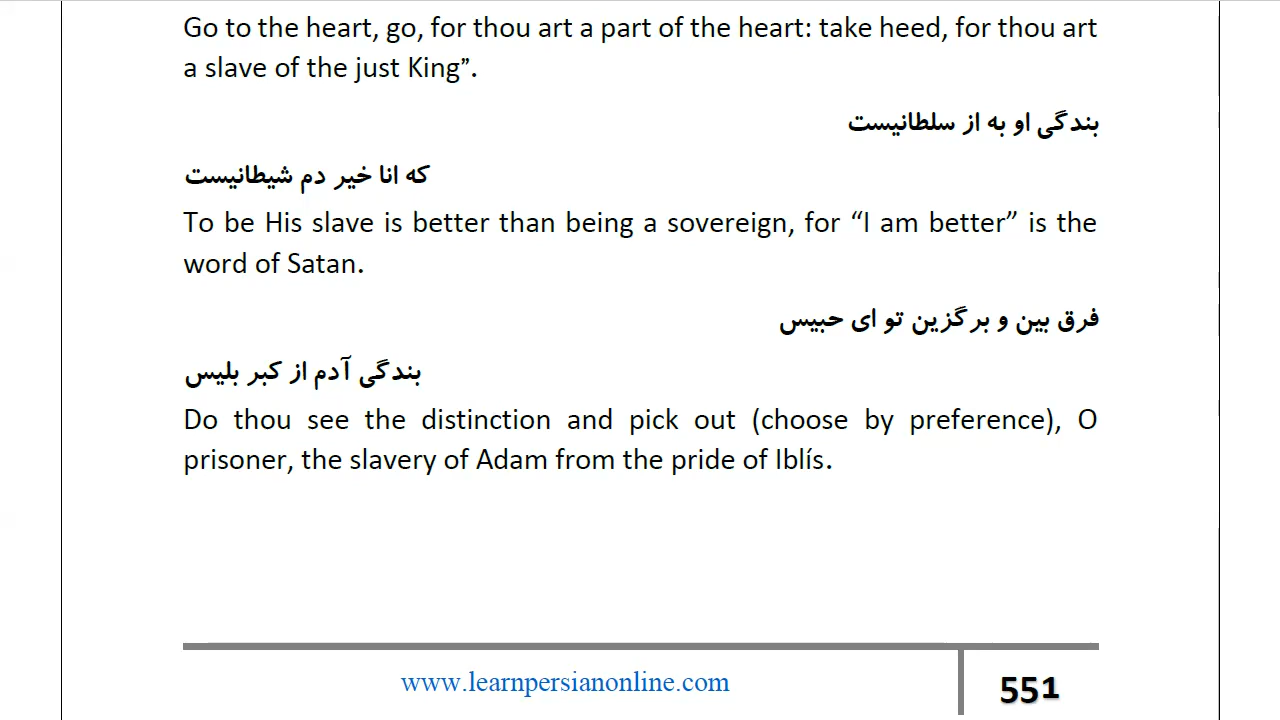 Go to the heart, go, for thou art a part of the heart: take heed, for thou art
a slave of the just King”.
بندگی او به از سلطانیست
که انا خیر دم شیطانیست
To be His slave is better than being a sovereign, for “I am better” is the
word of Satan.
فرق بین و برگزین تو ای حبیس
بندگی آدم از کبر بلیس
Do thou see the distinction and pick out (choose by preference), O
prisoner, the slavery of Adam from the pride of Iblís.
www.learnpersianonline.com
551